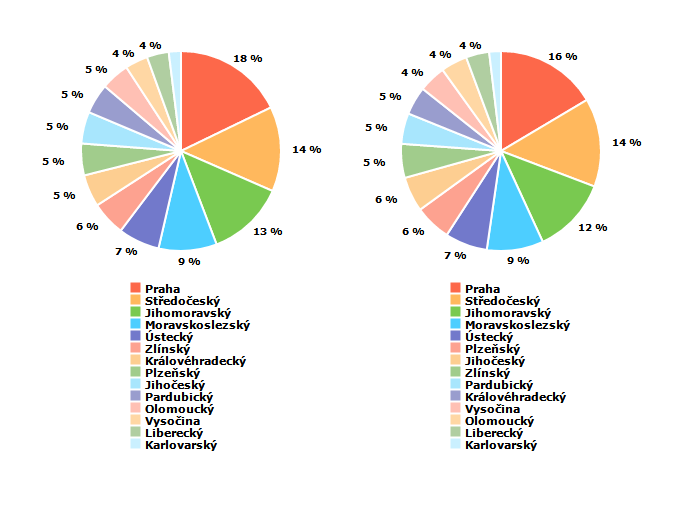 18 %
14 %
13 %
9 %
7 %
6 %
5 %
5 %
5 %
5 %
5 %
4 %
4 %
Praha
Středočeský
Jihomoravský
Moravskoslezský
Ústecký
Zlínský
Královéhradecký
Plzeňský
Jihočeský
Pardubický
Olomoucký
Vysočina
Liberecký
Karlovarský
16 %
14 %
12 %
9 %
7 %
6 %
6 %
5 %
5 %
5 %
4 %
4 %
4 %
Praha
Středočeský
Jihomoravský
Moravskoslezský
Ústecký
Plzeňský
Jihočeský
Zlínský
Pardubický
Královéhradecký
Vysočina
Olomoucký
Liberecký
Karlovarský